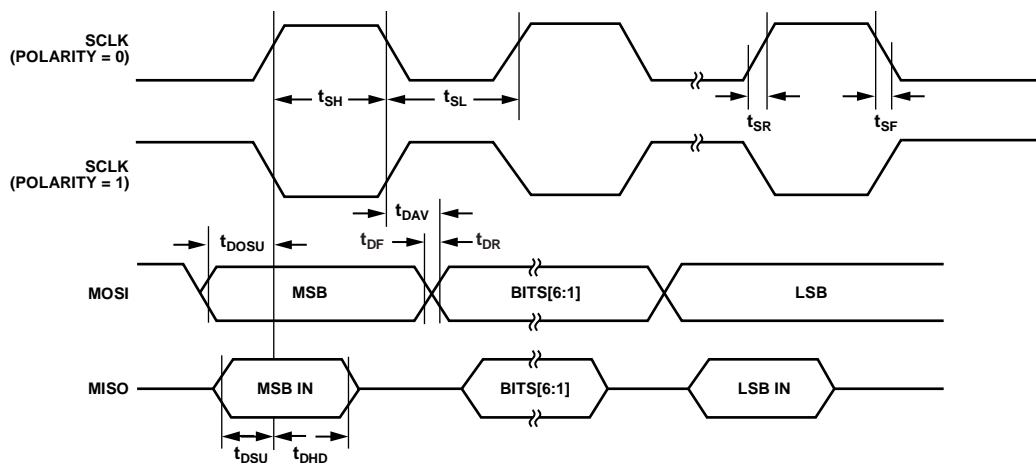 SCLK
(POLARITY = 0)
tSH
tSL
tSR
tSF
SCLK
(POLARITY = 1)
tDAV
tDOSU
tDF
tDR
MOSI
MSB
BITS[6:1]
LSB
MISO
MSB IN
BITS[6:1]
LSB IN
tDSU
tDHD